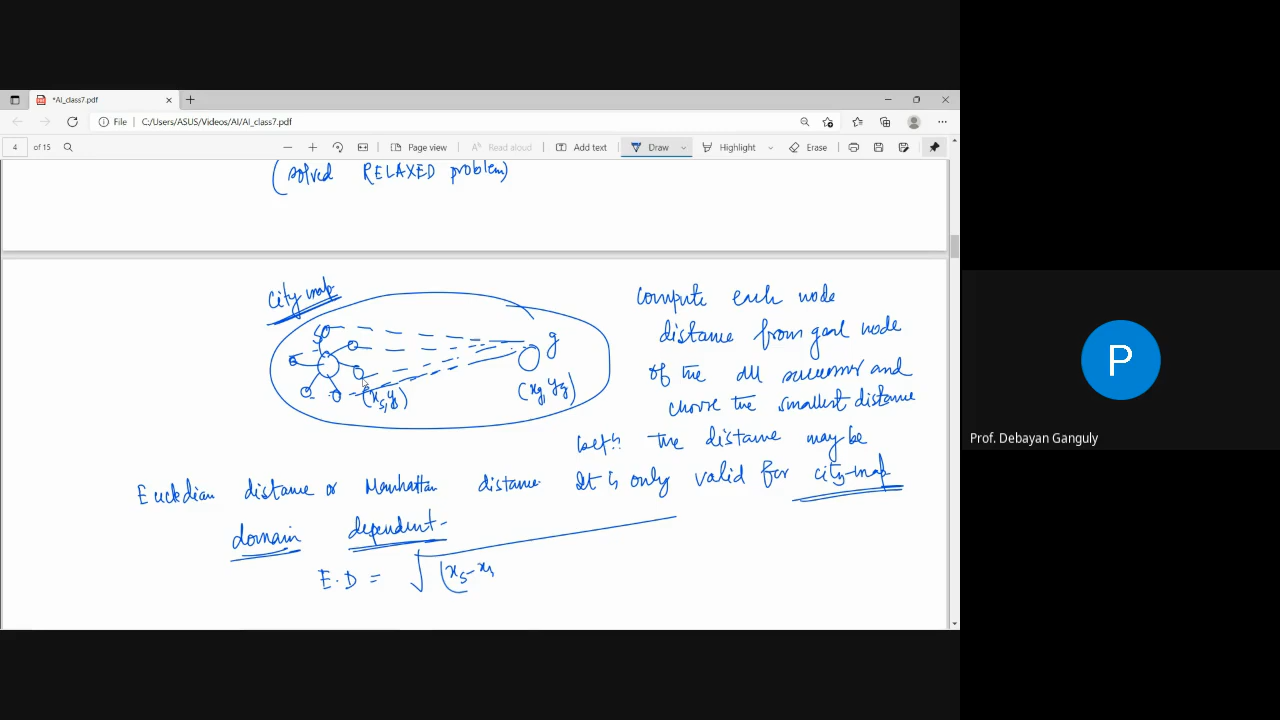 *AI_class7.pdf
File C:/Users/ASUS/Videos/AI/AI_class7.pdf
4 of 15 Page view Read aloud Add text Draw Highlight Erase
(solved RELAXED problem)
City map
S
g
(xs,ys)
(xg, yg)
compute each node
distance from goal node
of the all successor and
choose the smallest distance
the distance may be
Euclidian distance or Manhattan distance. It is only valid for city-map
domain dependent-
E.D = √(xs-x
P
Prof. Debayan Ganguly